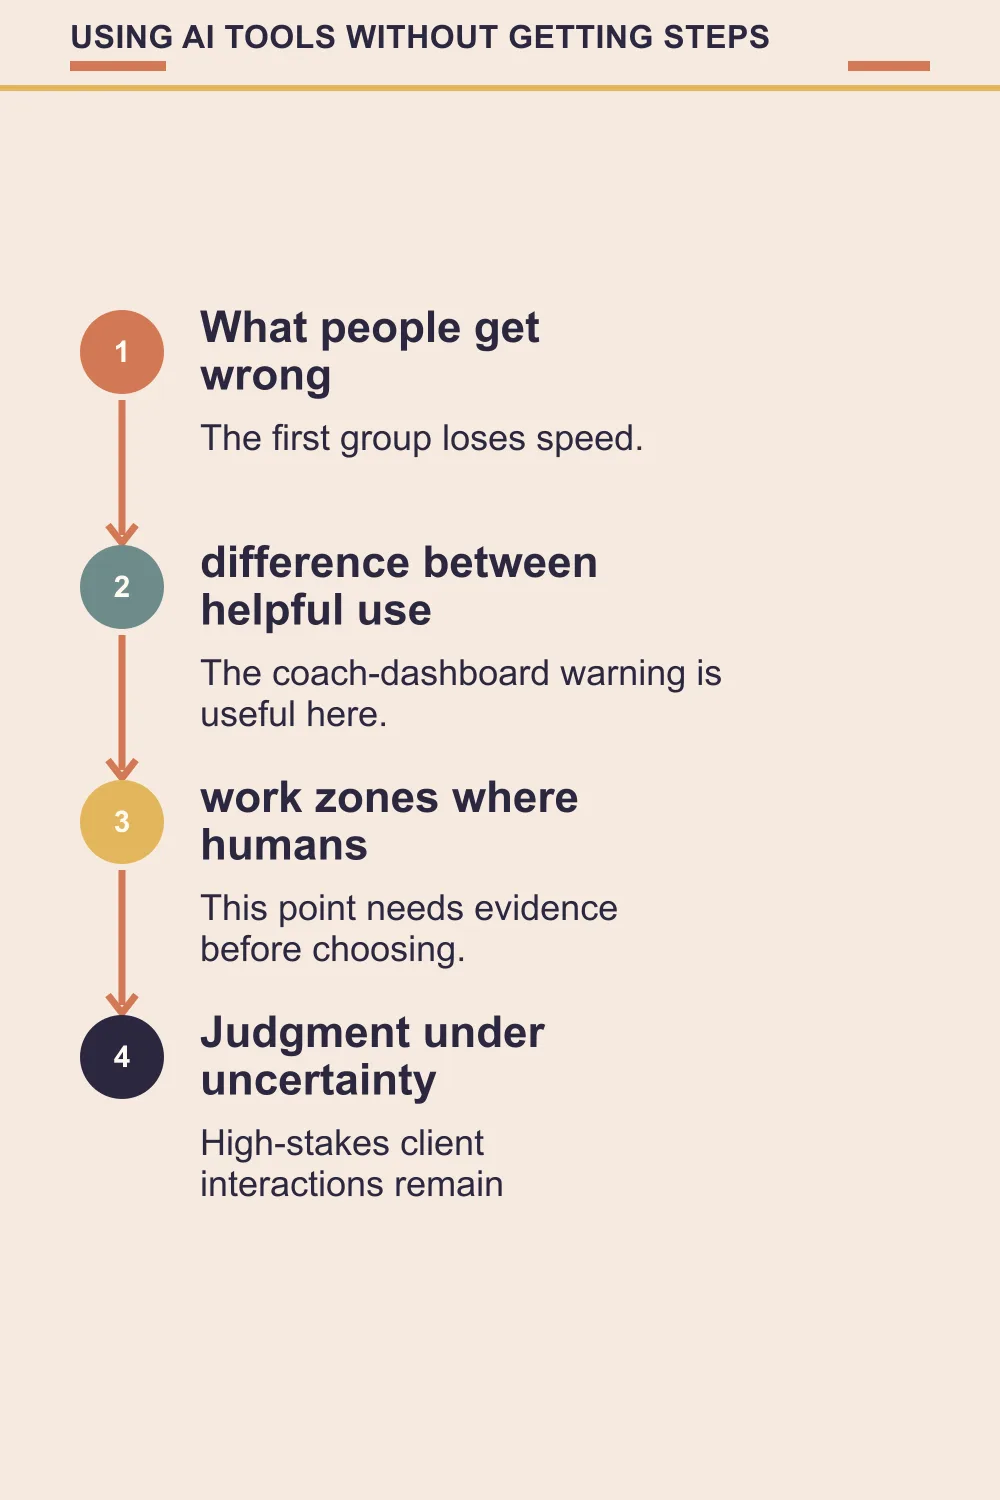 USING AI TOOLS WITHOUT GETTING STEPS
1
What people get
wrong
The first group loses speed.
2
difference between
helpful use
The coach-dashboard warning is
useful here.
3
work zones where
humans
This point needs evidence
before choosing.
4
Judgment under
uncertainty
High-stakes client
interactions remain